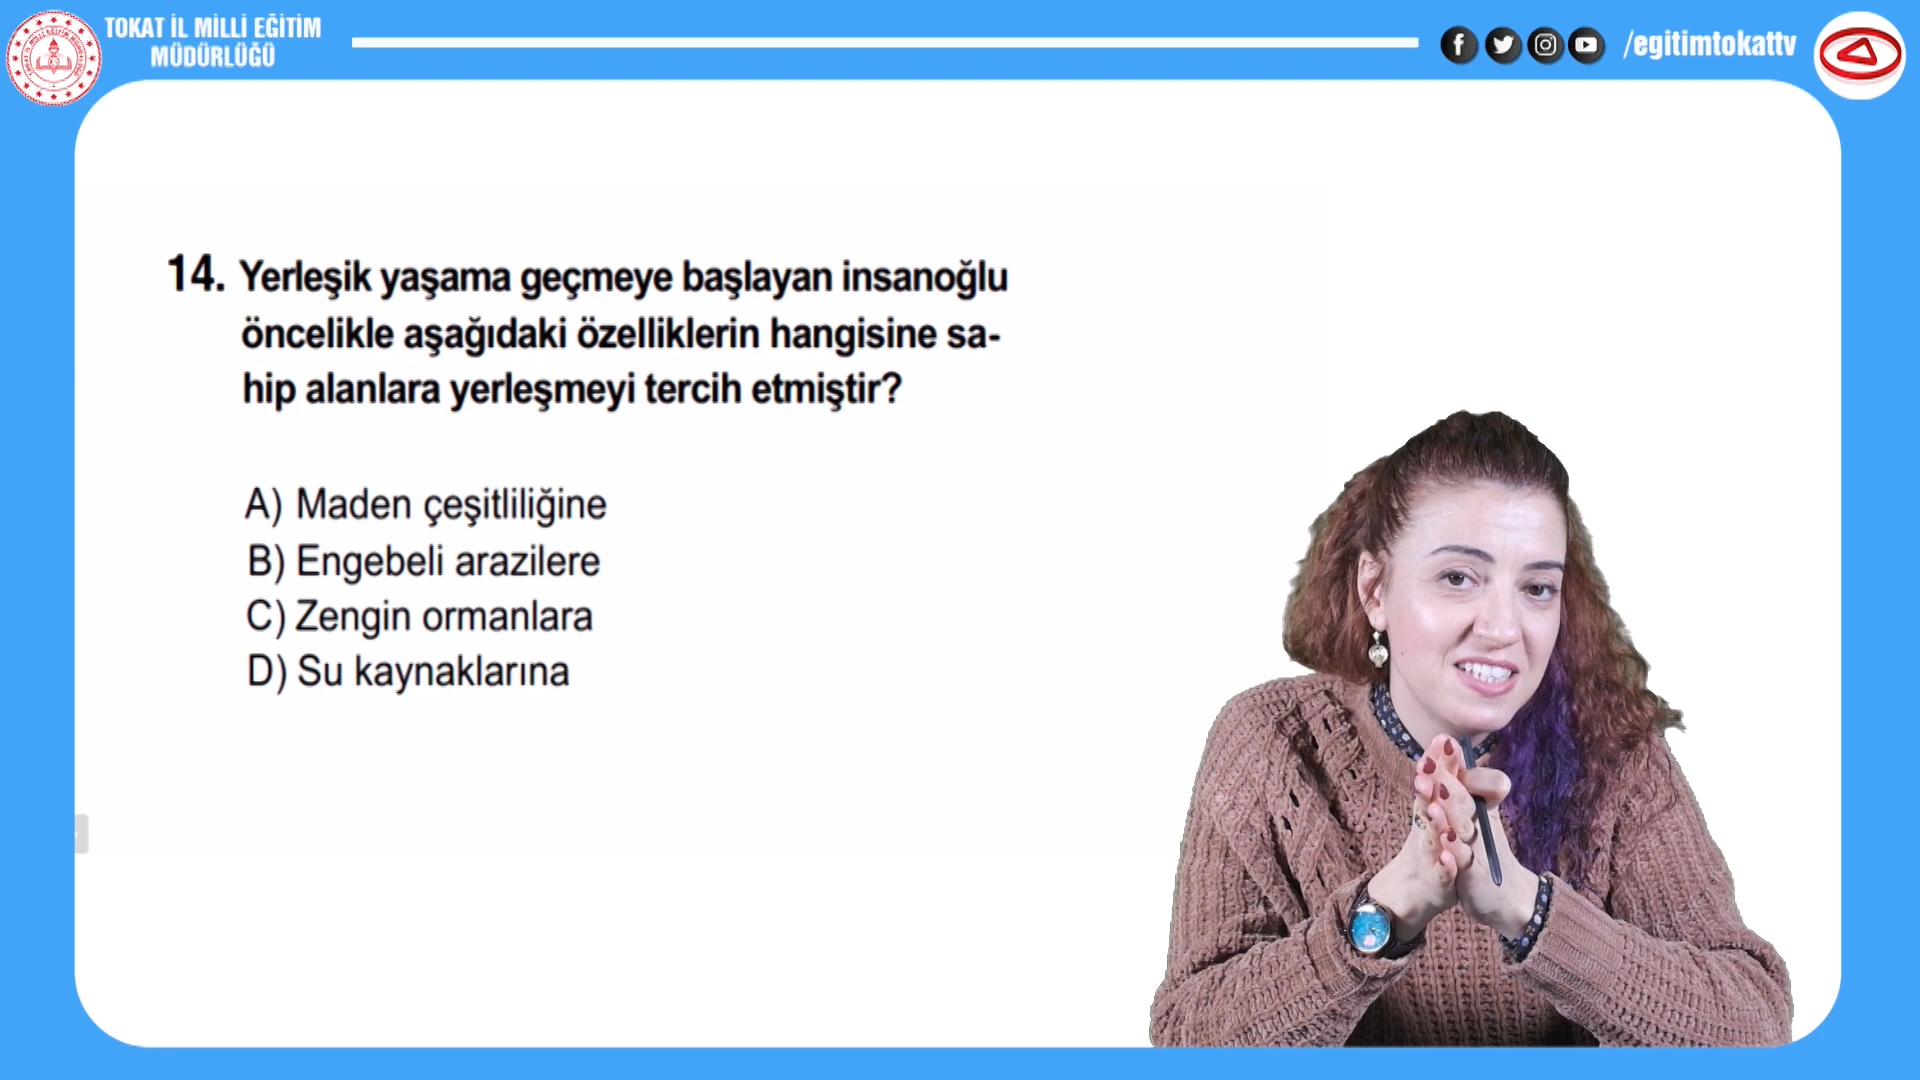 TOKAT İL MİLLİ EĞİTİM
MÜDÜRLÜĞÜ
/egitimtokattv
14. Yerleşik yaşama geçmeye başlayan insanoğlu
öncelikle aşağıdaki özelliklerin hangisine sa-
hip alanlara yerleşmeyi tercih etmiştir?
A) Maden çeşitliliğine
B) Engebeli arazilere
C) Zengin ormanlara
D) Su kaynaklarına